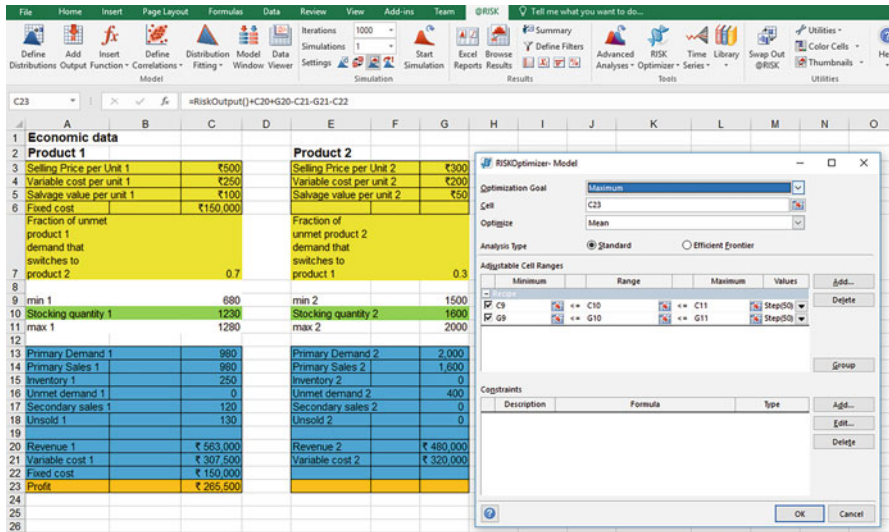 File Home Insert Page Layout Formulas Data Review View Add-ins Team @RISK Tell me what you want to do...
Define Distributions Add Output Insert Function Define Correlations Distribution Fitting Model Window Data Viewer
Model
Iterations 1000
Simulations 1
Settings
Start Simulation
Simulation
Excel Reports Browse Results
Summary
Define Filters
Results
Advanced Analyses RISK Optimizer Time Series Library
Tools
Swap Out @RISK
Utilities
Color Cells
Thumbnails
Utilities
He
C23 fx =RiskOutput()+C20+G20-C21-G21-C22
A B C D E F G H I J K L M N O
1 Economic data
2 Product 1 Product 2
3 Selling Price per Unit 1 ₹500 Selling Price per Unit 2 ₹300
4 Variable cost per unit 1 ₹250 Variable cost per unit 2 ₹200
5 Salvage value per unit 1 ₹100 Salvage value per unit 2 ₹50
6 Fixed cost ₹150,000
Fraction of unmet Fraction of
product 1 unmet product 2
demand that demand that
switches to switches to
7 product 2 0.7 product 1 0.3
8
9 min 1 680 min 2 1500
10 Stocking quantity 1 1230 Stocking quantity 2 1600
11 max 1 1280 max 2 2000
12
13 Primary Demand 1 980 Primary Demand 2 2,000
14 Primary Sales 1 980 Primary Sales 2 1,600
15 Inventory 1 250 Inventory 2 0
16 Unmet demand 1 0 Unmet demand 2 400
17 Secondary sales 1 120 Secondary sales 2 0
18 Unsold 1 130 Unsold 2 0
19
20 Revenue 1 ₹ 563,000 Revenue 2 ₹ 480,000
21 Variable cost 1 ₹ 307,500 Variable cost 2 ₹ 320,000
22 Fixed cost ₹ 150,000
23 Profit ₹ 265,500
24
25
26
RISKOptimizer- Model
Optimization Goal Maximum
Cell C23
Optimize Mean
Analysis Type Standard Efficient Frontier
Adjustable Cell Ranges
Minimum Range Maximum Values Add...
Recipe
C9 <= C10 <= C11 Step(50) Delete
G9 <= G10 <= G11 Step(50)
Group
Constraints
Description Formula Type Add...
Edit...
Delete
OK Cancel